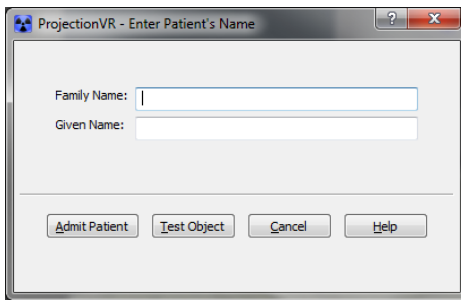 ProjectionVR - Enter Patient's Name
Family Name:
Given Name:
Admit Patient Test Object Cancel Help